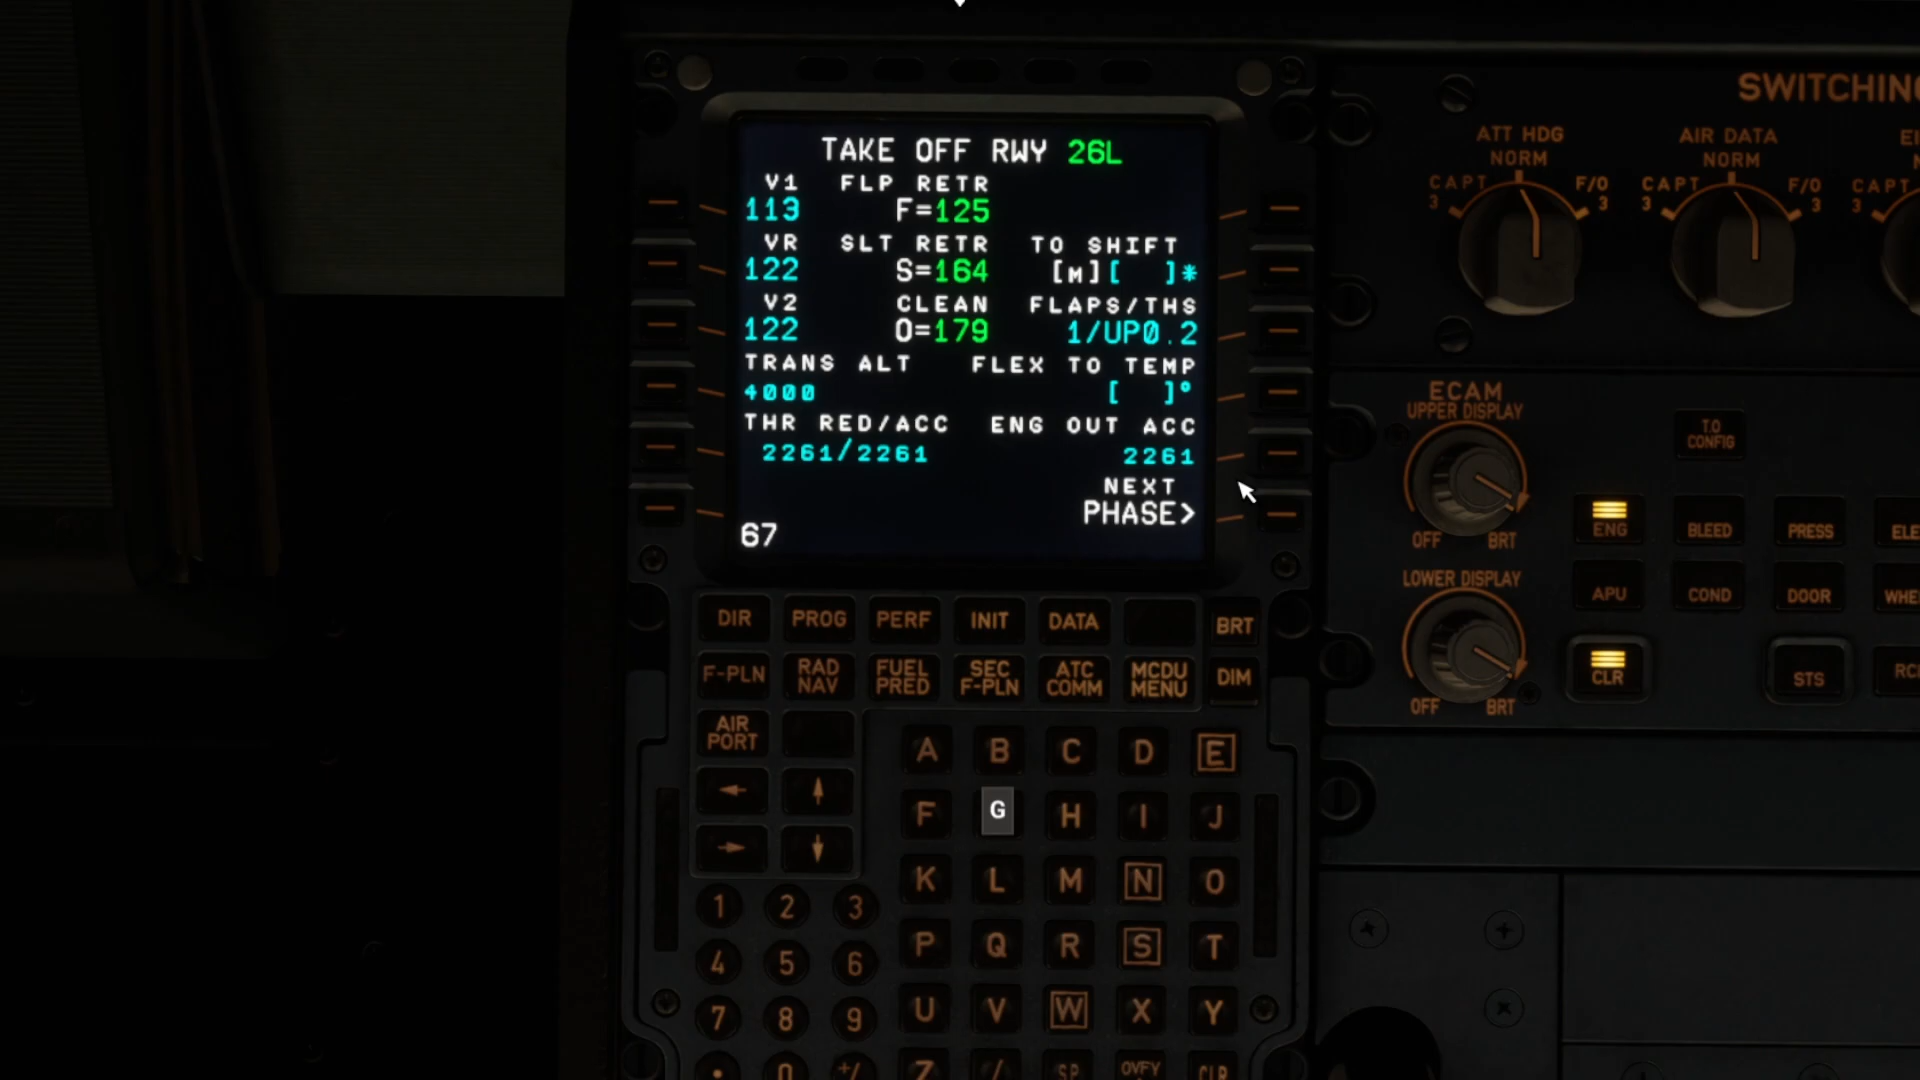 TAKE OFF RWY 26L
V1 FLP RETR
113 F=125
VR SLT RETR TO SHIFT
122 S=164 [M][ ]*
V2 CLEAN FLAPS/THS
122 O=179 1/UP0.2
TRANS ALT FLEX TO TEMP
4000 [ ]°
THR RED/ACC ENG OUT ACC
2261/2261 2261
NEXT
PHASE>
67
DIR PROG PERF INIT DATA BRT
F-PLN RAD NAV FUEL PRED SEC F-PLN ATC COMM MCDU MENU DIM
AIR PORT
← ↑
→ ↓
A B C D E
F G H I J
K L M N O
P Q R S T
U V W X Y
Z / SP OVFY CLR
1 2 3
4 5 6
7 8 9
. 0 +/
SWITCHING
ATT HDG AIR DATA
NORM NORM
CAPT F/O CAPT F/O CAPT
3 3 3 3 3
ECAM
UPPER DISPLAY
OFF BRT
LOWER DISPLAY
OFF BRT
T.O CONFIG
ENG BLEED PRESS
APU COND DOOR
CLR STS